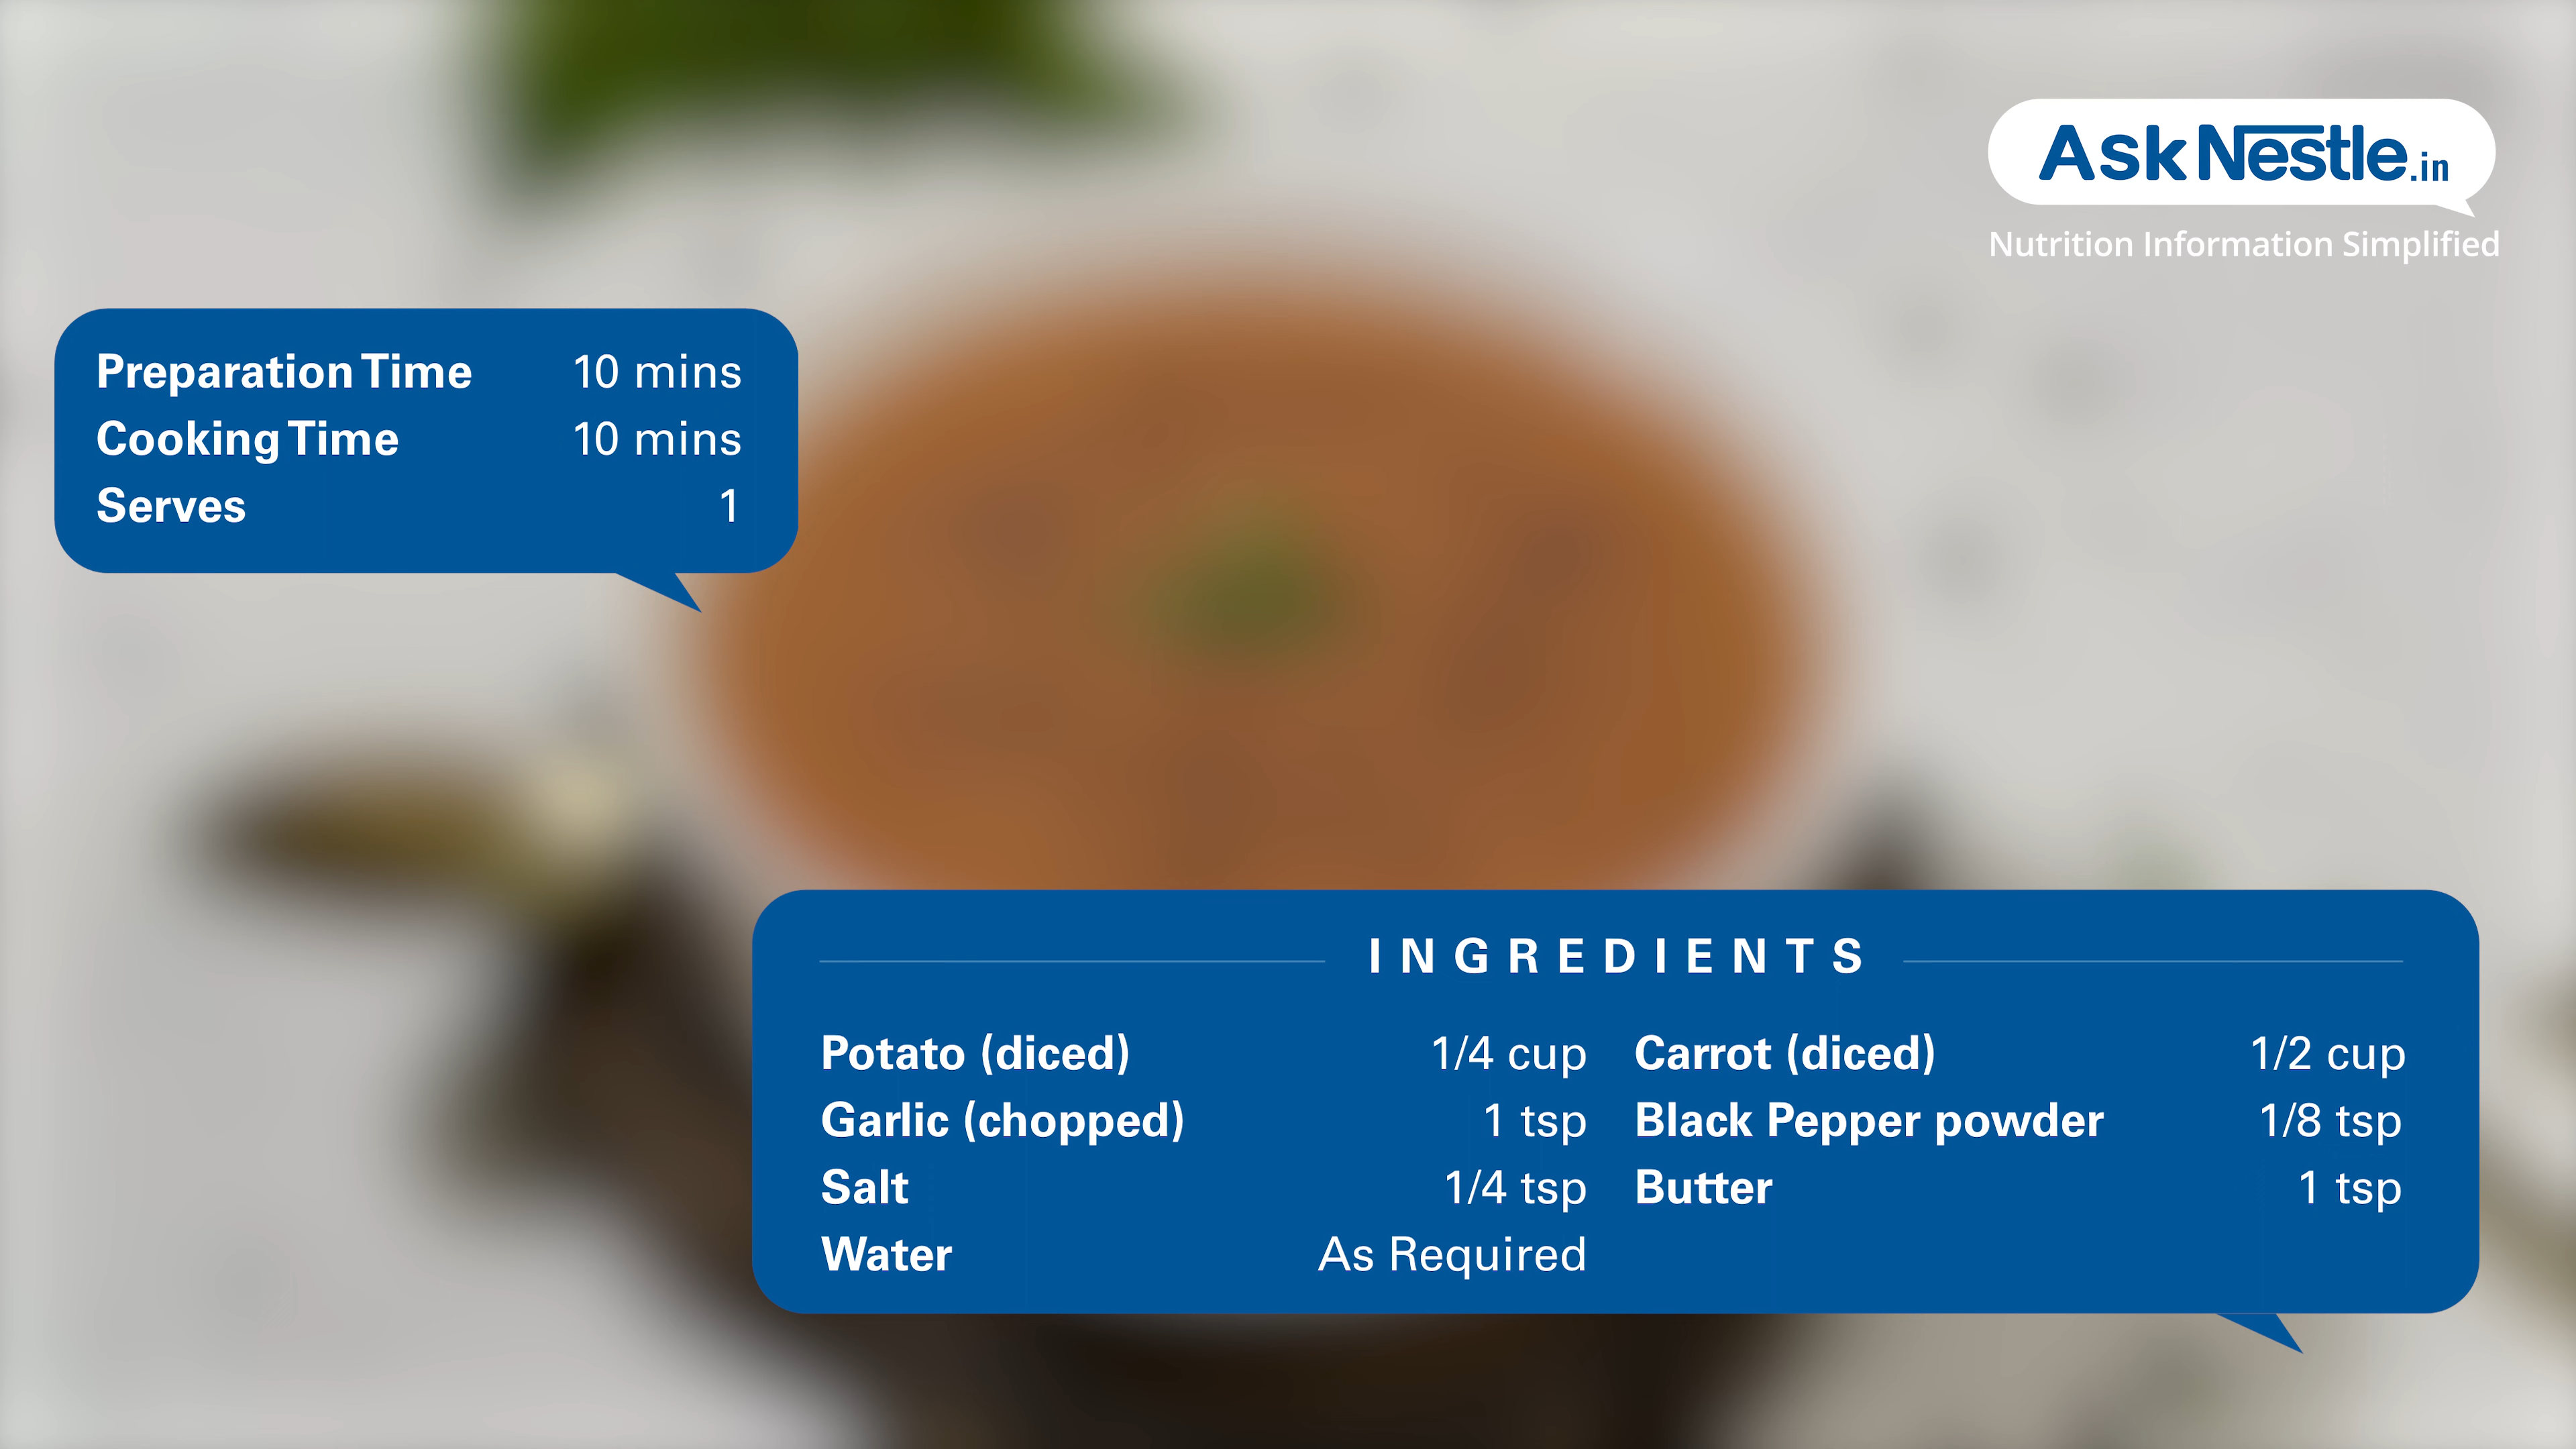 AskNestle.in
Nutrition Information Simplified
Preparation Time 10 mins
Cooking Time 10 mins
Serves 1
INGREDIENTS
Potato (diced) 1/4 cup Carrot (diced) 1/2 cup
Garlic (chopped) 1 tsp Black Pepper powder 1/8 tsp
Salt 1/4 tsp Butter 1 tsp
Water As Required